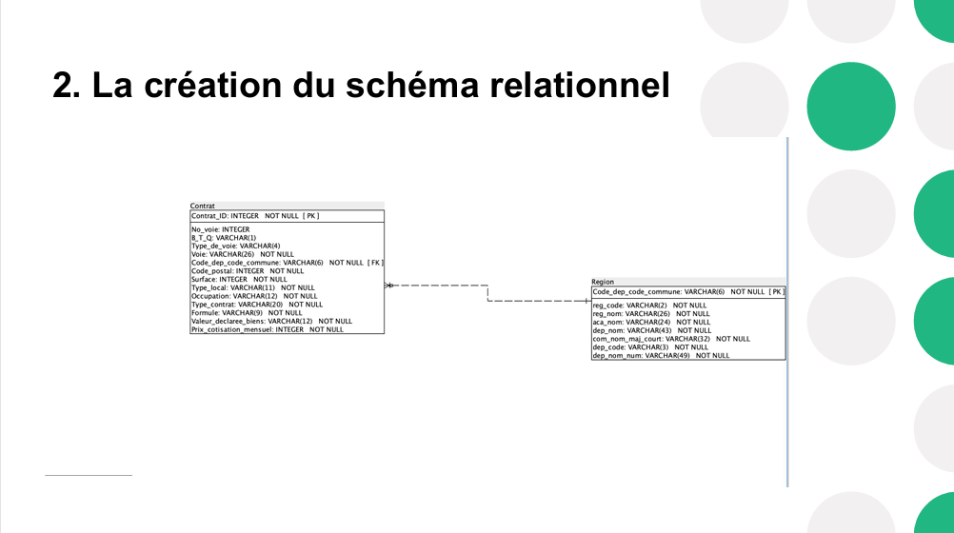 2. La création du schéma relationnel
Contrat
Contrat_ID: INTEGER NOT NULL [ PK ]
No_voie: INTEGER
B_T_Q: VARCHAR(1)
Type_de_voie: VARCHAR(4)
Voie: VARCHAR(26) NOT NULL
Code_dep_code_commune: VARCHAR(6) NOT NULL [ FK ]
Code_postal: INTEGER NOT NULL
Surface: INTEGER NOT NULL
Type_local: VARCHAR(11) NOT NULL
Occupation: VARCHAR(12) NOT NULL
Type_contrat: VARCHAR(20) NOT NULL
Formule: VARCHAR(9) NOT NULL
Valeur_declaree_biens: VARCHAR(12) NOT NULL
Prix_cotisation_mensuel: INTEGER NOT NULL
Region
Code_dep_code_commune: VARCHAR(6) NOT NULL [ PK ]
reg_code: VARCHAR(2) NOT NULL
reg_nom: VARCHAR(26) NOT NULL
aca_nom: VARCHAR(24) NOT NULL
dep_nom: VARCHAR(43) NOT NULL
com_nom_maj_court: VARCHAR(32) NOT NULL
dep_code: VARCHAR(3) NOT NULL
dep_nom_num: VARCHAR(49) NOT NULL